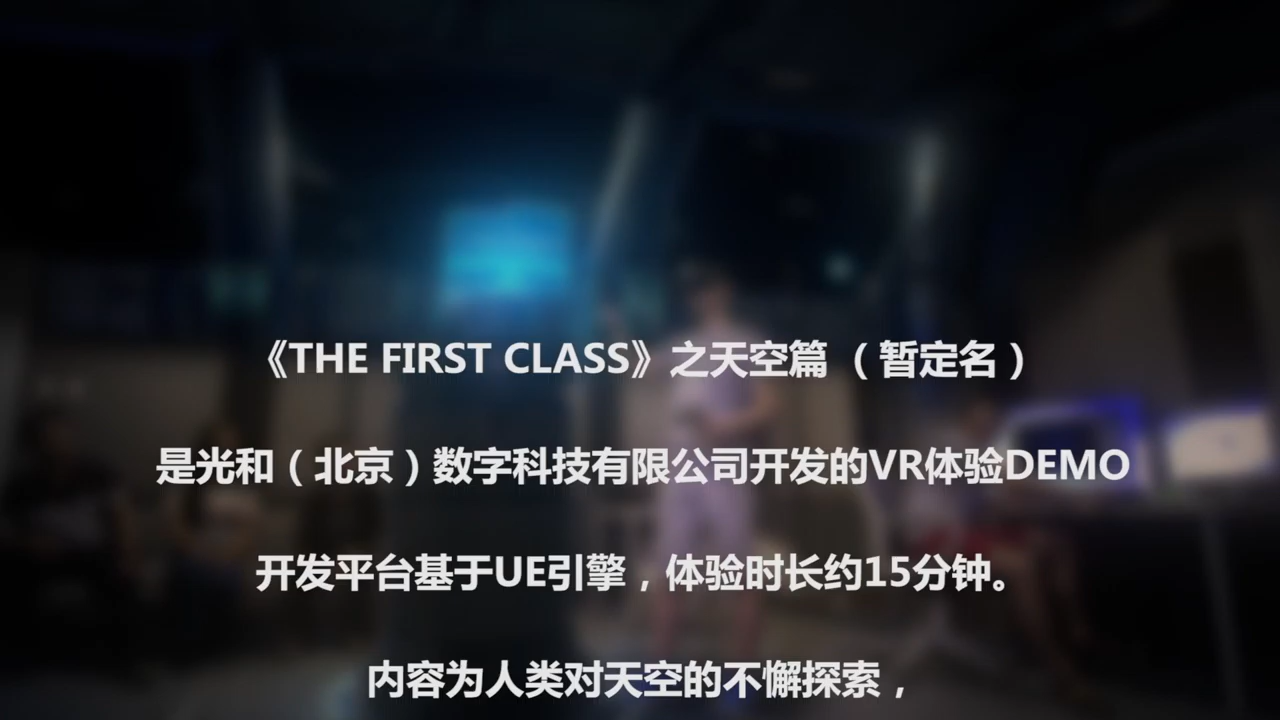 《THE FIRST CLASS》之天空篇（暂定名）
是光和（北京）数字科技有限公司开发的VR体验DEMO
开发平台基于UE引擎，体验时长约15分钟。
内容为人类对天空的不懈探索，